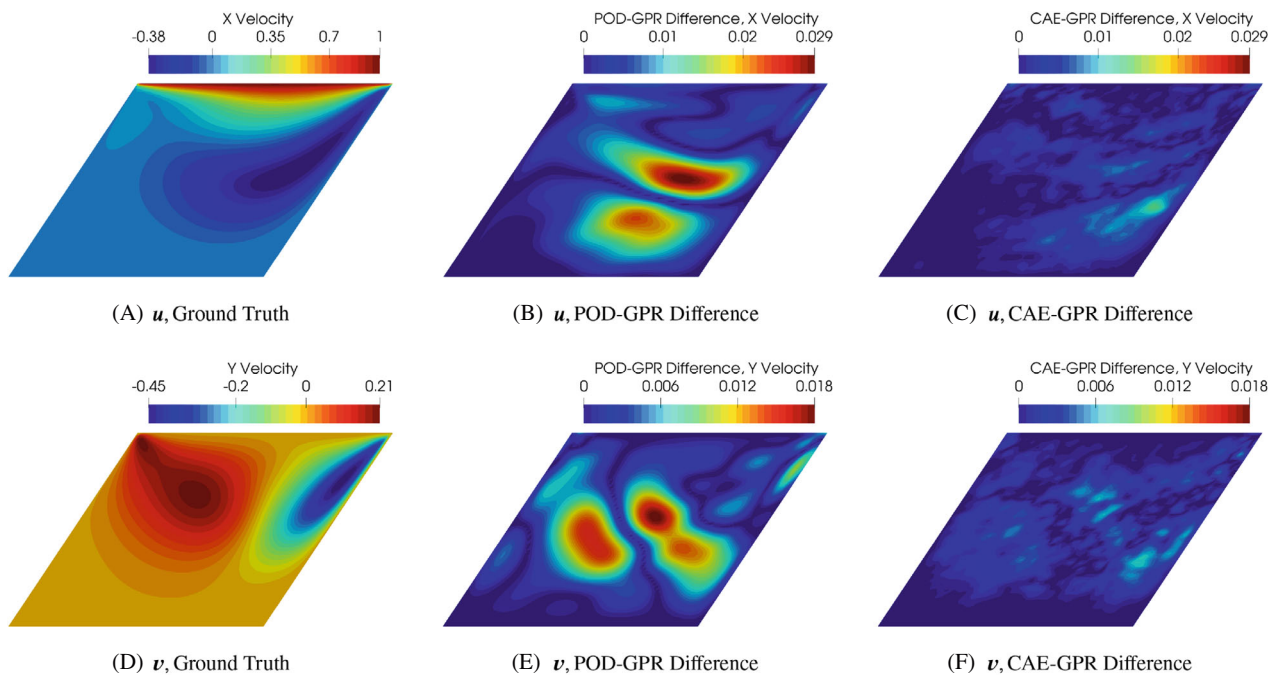 X Velocity
-0.38 0 0.35 0.7 1
POD-GPR Difference, X Velocity
0 0.01 0.02 0.029
CAE-GPR Difference, X Velocity
0 0.01 0.02 0.029
(A) u, Ground Truth
(B) u, POD-GPR Difference
(C) u, CAE-GPR Difference
Y Velocity
-0.45 -0.2 0 0.21
POD-GPR Difference, Y Velocity
0 0.006 0.012 0.018
CAE-GPR Difference, Y Velocity
0 0.006 0.012 0.018
(D) v, Ground Truth
(E) v, POD-GPR Difference
(F) v, CAE-GPR Difference